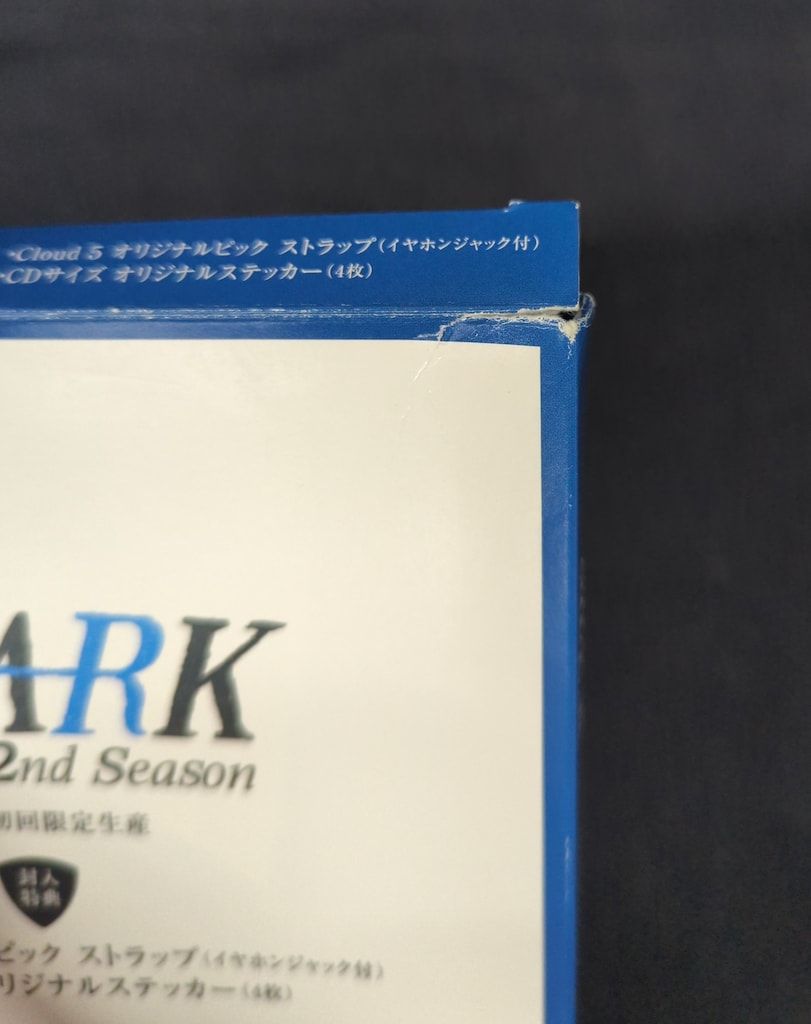 •Cloud 5 オリジナルピック ストラップ(イヤホンジャック付)
•CDサイズ オリジナルステッカー(4枚)
ARK
2nd Season
初回限定生産
封入
特典
ピック ストラップ(イヤホンジャック付)
リジナルステッカー(4枚)